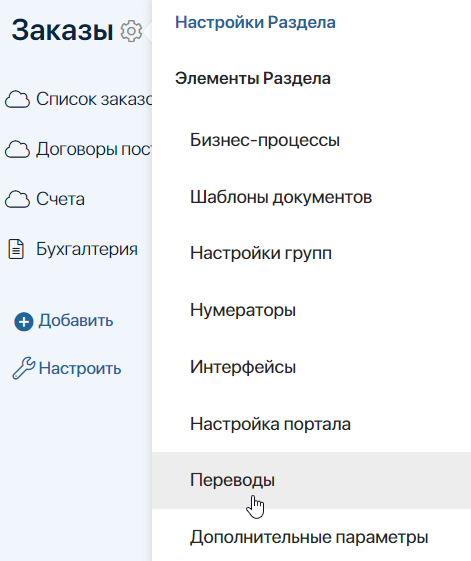 Заказы
Список заказо
Договоры пос
Счета
Бухгалтерия
Добавить
Настроить
Настройки Раздела
Элементы Раздела
Бизнес-процессы
Шаблоны документов
Настройки групп
Нумераторы
Интерфейсы
Настройка портала
Переводы
Дополнительные параметры